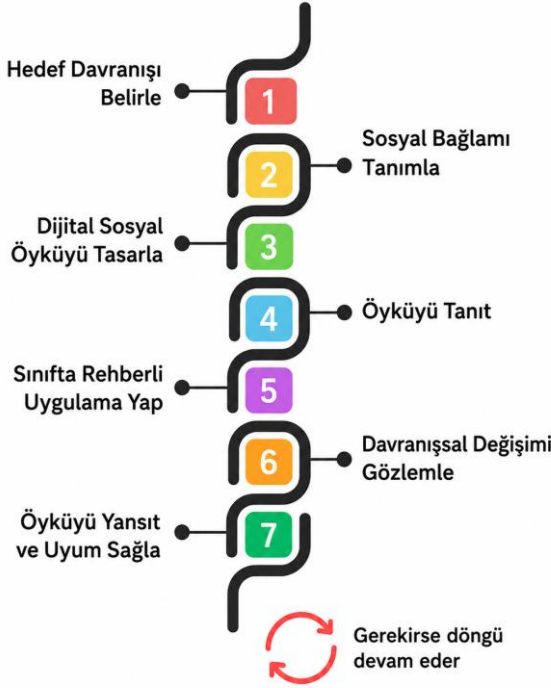 Hedef Davranışı
Belirle
1
2
Sosyal Bağlamı
Tanımla
Dijital Sosyal
Öyküyü Tasarla
3
4
Öyküyü Tanıt
Sınıfta Rehberli
Uygulama Yap
5
6
Davranışsal Değişimi
Gözlemle
Öyküyü Yansıt
ve Uyum Sağla
7
Gerekirse döngü
devam eder